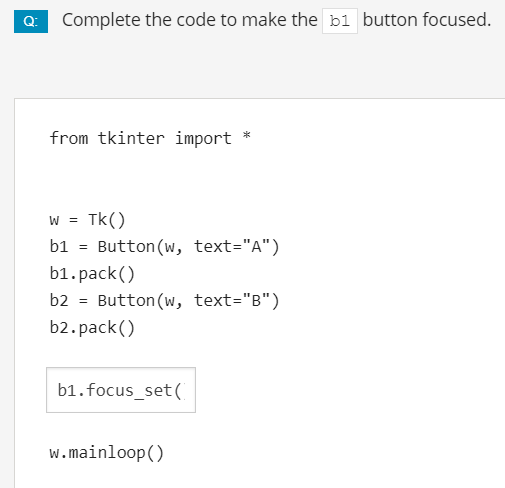 Q: Complete the code to make the b1 button focused.
from tkinter import *
w = Tk()
b1 = Button(w, text="A")
b1.pack()
b2 = Button(w, text="B")
b2.pack()
b1.focus_set(
w.mainloop()